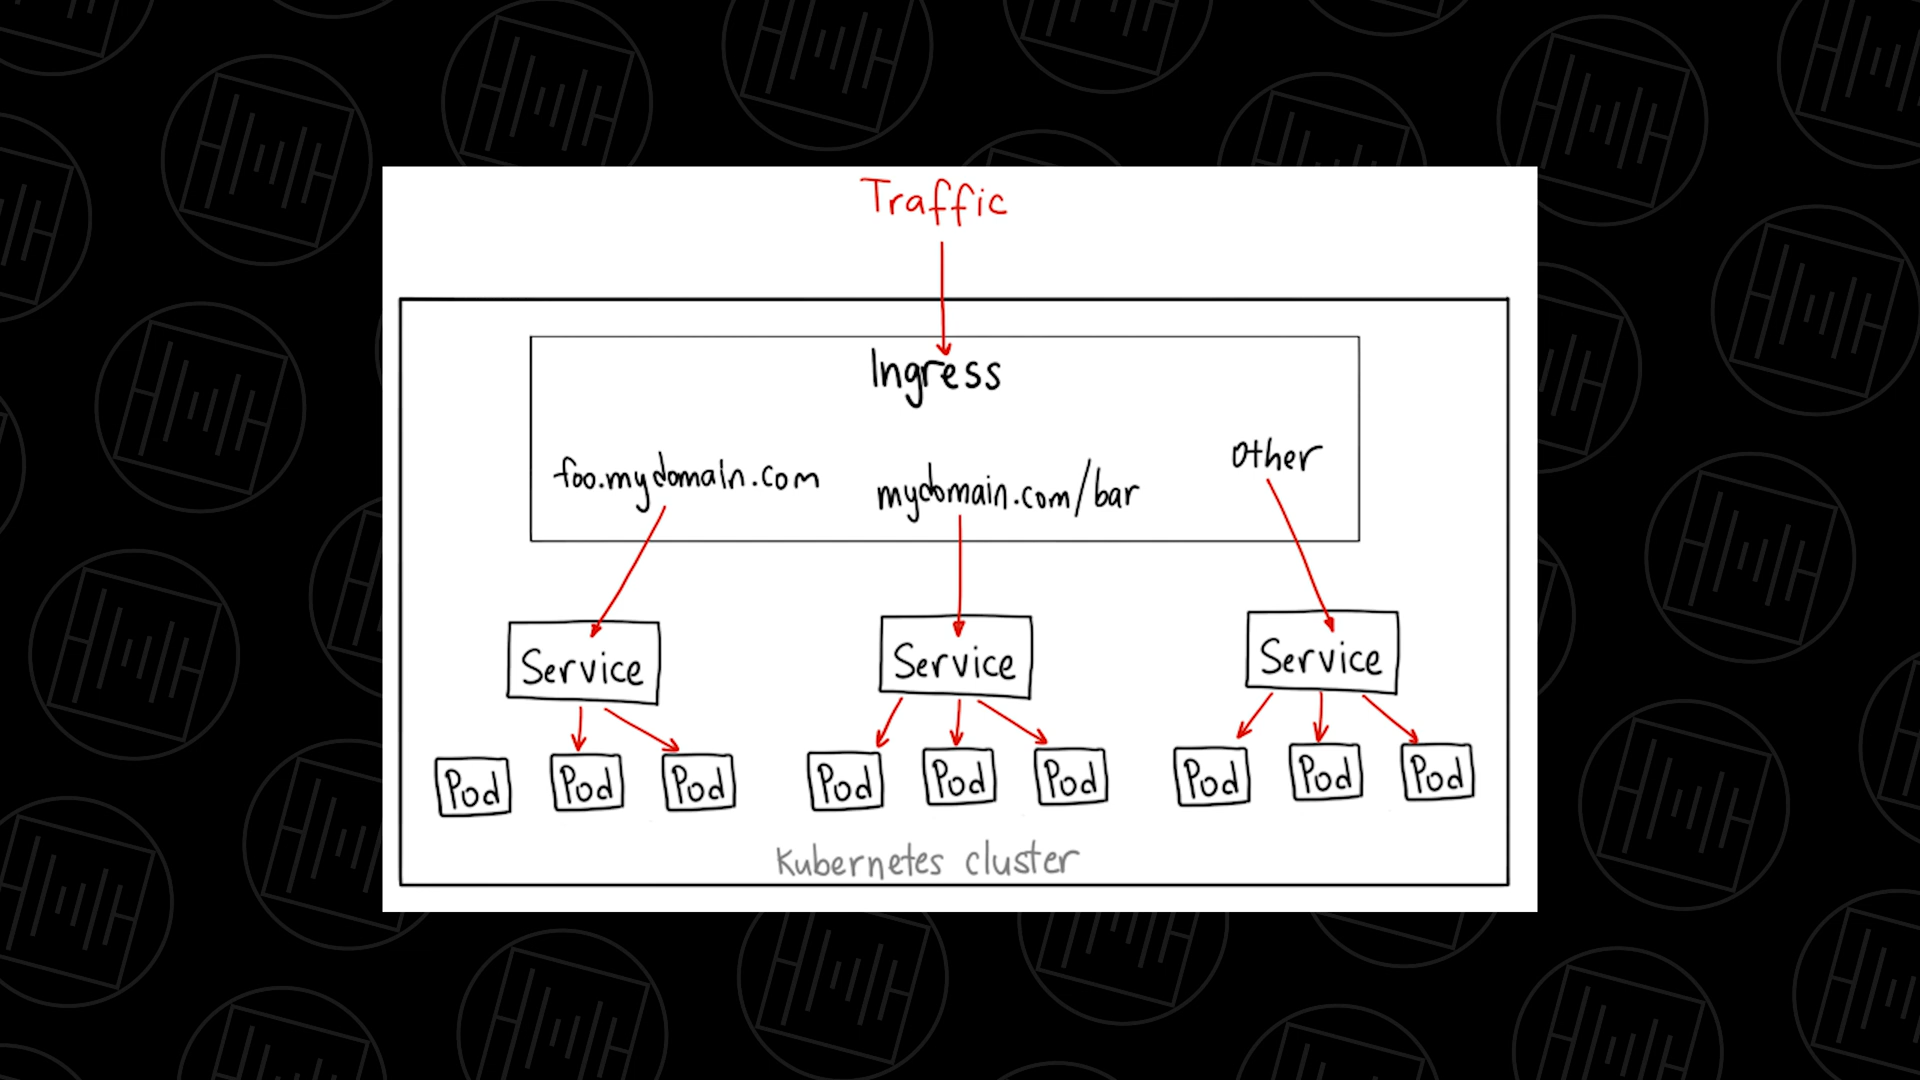 Traffic
Ingress
foo.mydomain.com
mydomain.com/bar
other
Service
Service
Service
Pod
Pod
Pod
Pod
Pod
Pod
Pod
Pod
Pod
Kubernetes cluster